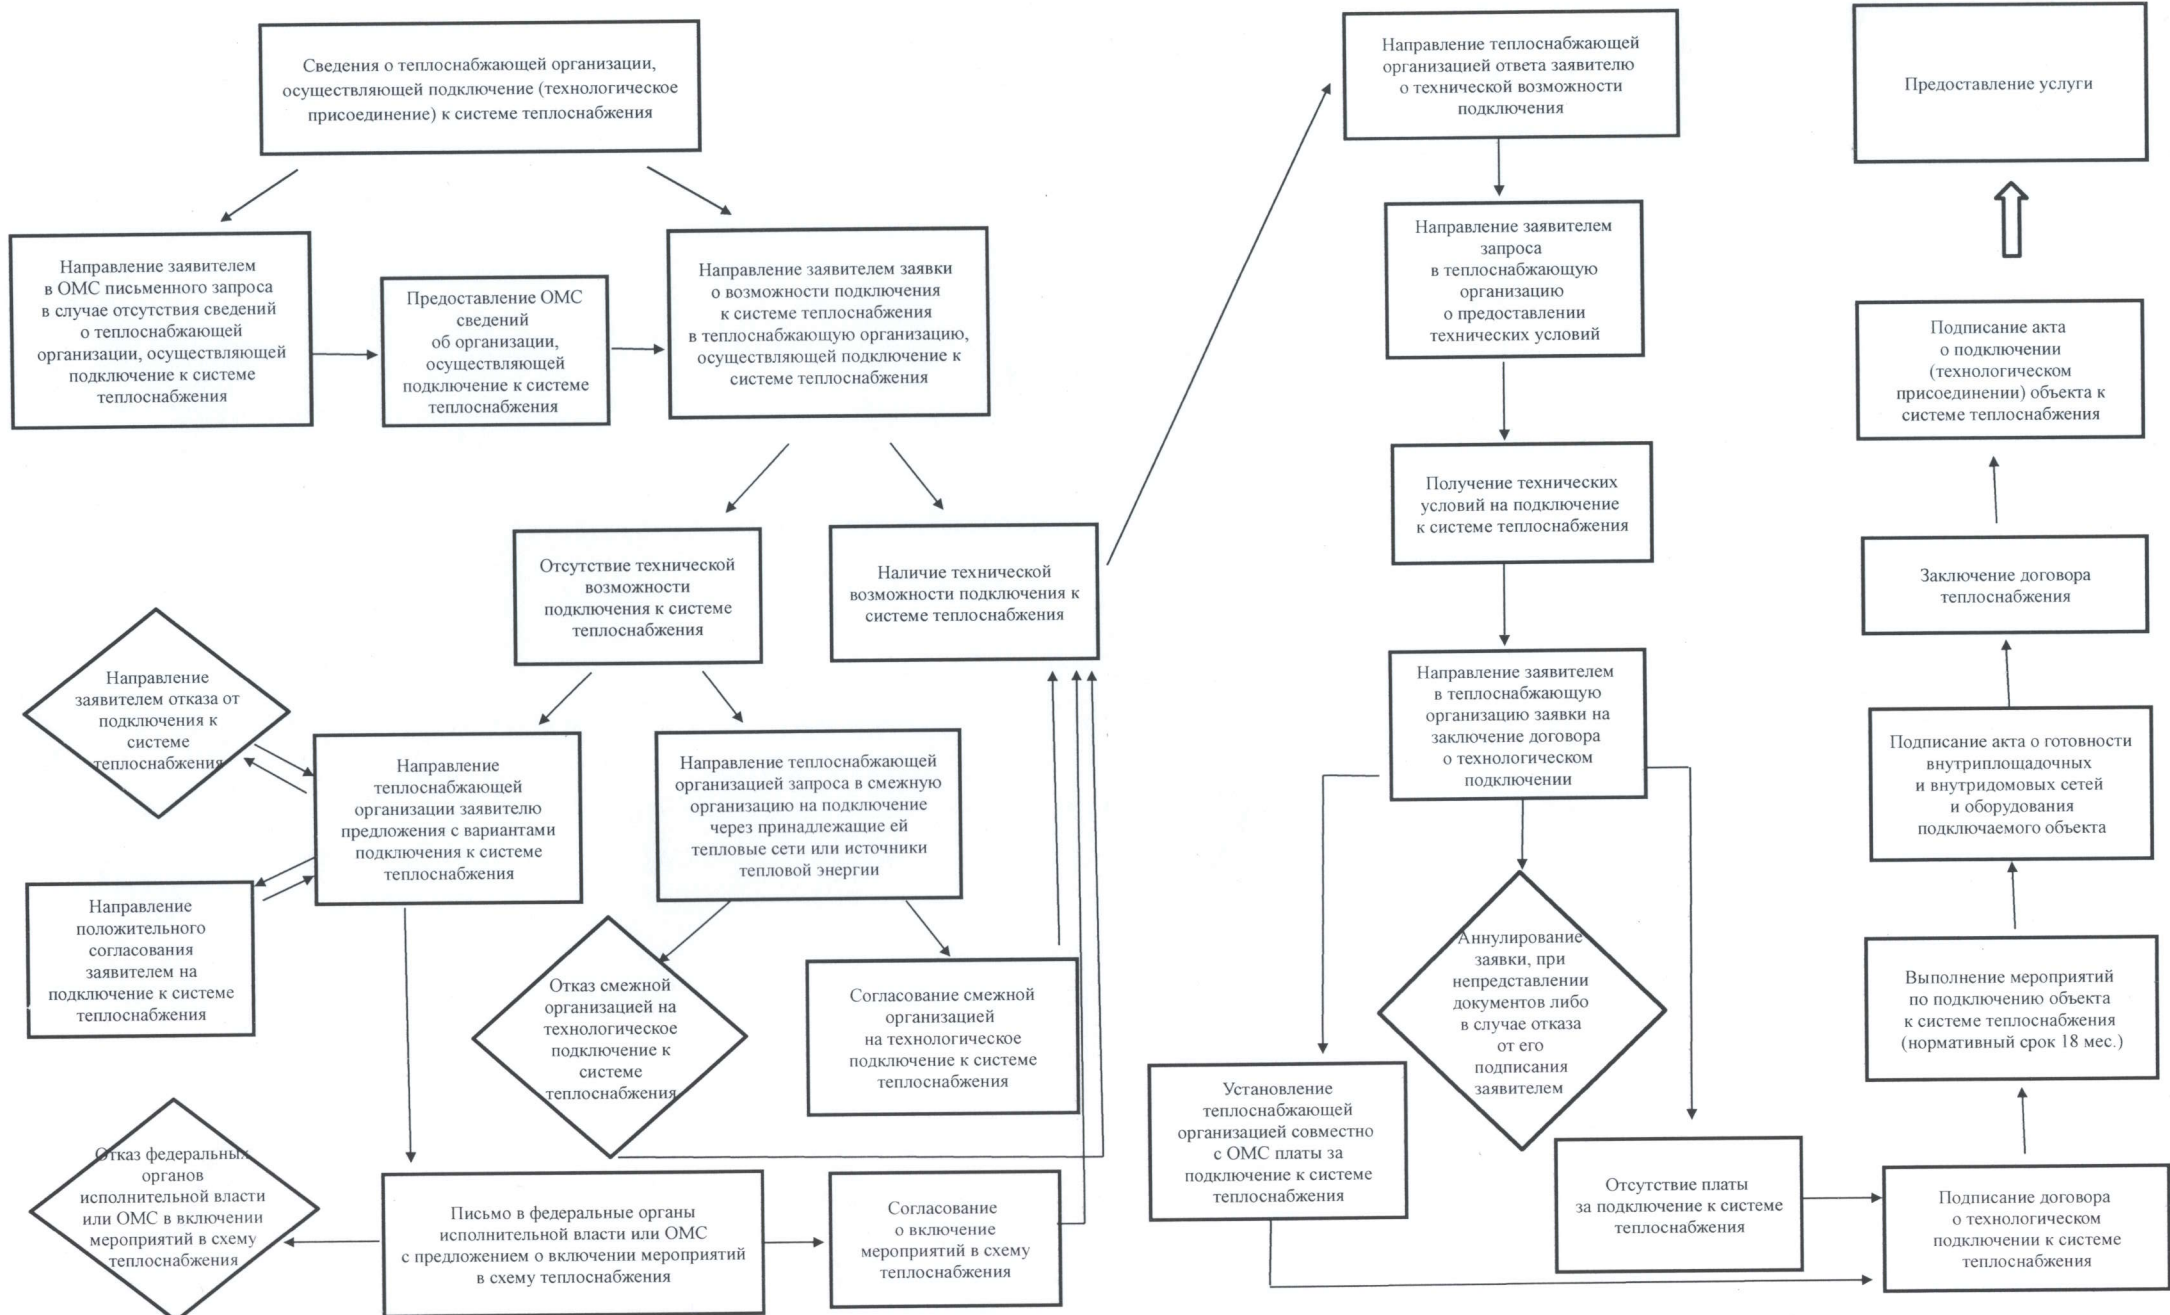 Сведения о теплоснабжающей организации,
осуществляющей подключение (технологическое
присоединение) к системе теплоснабжения
Направление заявителем
в ОМС письменного запроса
в случае отсутствия сведений
о теплоснабжающей
организации, осуществляющей
подключение к системе
теплоснабжения
Предоставление ОМС
сведений
об организации,
осуществляющей
подключение к системе
теплоснабжения
Направление заявителем заявки
о возможности подключения
к системе теплоснабжения
в теплоснабжающую организацию,
осуществляющей подключение к
системе теплоснабжения
Отсутствие технической
возможности
подключения к системе
теплоснабжения
Наличие технической
возможности подключения к
системе теплоснабжения
Направление
заявителем отказа от
подключения к
системе
теплоснабжения
Направление
теплоснабжающей
организации заявителю
предложения с вариантами
подключения к системе
теплоснабжения
Направление теплоснабжающей
организацией запроса в смежную
организацию на подключение
через принадлежащие ей
тепловые сети или источники
тепловой энергии
Направление
положительного
согласования
заявителем на
подключение к системе
теплоснабжения
Отказ смежной
организацией на
технологическое
подключение к
системе
теплоснабжения
Согласование смежной
организацией
на технологическое
подключение к системе
теплоснабжения
Отказ федеральных
органов
исполнительной власти
или ОМС в включении
мероприятий в схему
теплоснабжения
Письмо в федеральные органы
исполнительной власти или ОМС
с предложением о включении мероприятий
в схему теплоснабжения
Согласование
о включение
мероприятий в схему
теплоснабжения
Направление теплоснабжающей
организацией ответа заявителю
о технической возможности
подключения
Направление заявителем
запроса
в теплоснабжающую
организацию
о предоставлении
технических условий
Получение технических
условий на подключение
к системе теплоснабжения
Направление заявителем
в теплоснабжающую
организацию заявки на
заключение договора
о технологическом
подключении
Аннулирование
заявки, при
непредставлении
документов либо
в случае отказа
от его
подписания
заявителем
Установление
теплоснабжающей
организацией совместно
с ОМС платы за
подключение к системе
теплоснабжения
Отсутствие платы
за подключение к системе
теплоснабжения
Предоставление услуги
Подписание акта
о подключении
(технологическом
присоединении) объекта к
системе теплоснабжения
Заключение договора
теплоснабжения
Подписание акта о готовности
внутриплощадочных
и внутридомовых сетей
и оборудования
подключаемого объекта
Выполнение мероприятий
по подключению объекта
к системе теплоснабжения
(нормативный срок 18 мес.)
Подписание договора
о технологическом
подключении к системе
теплоснабжения